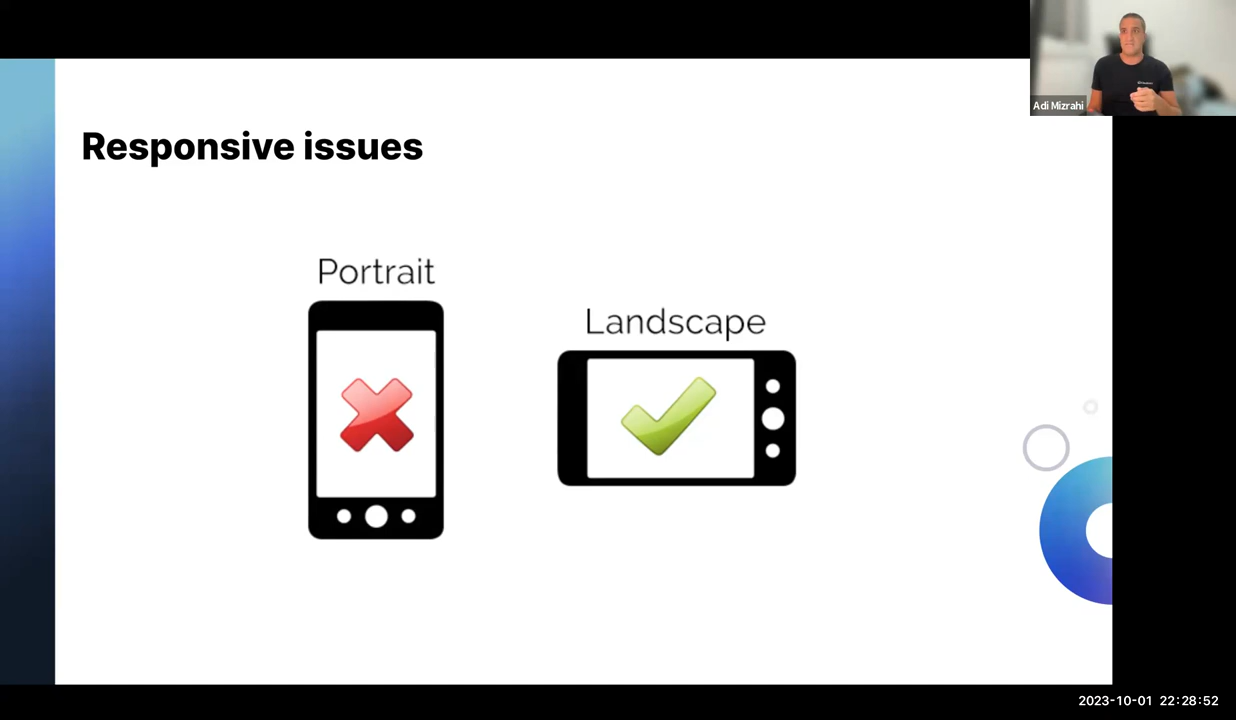 Adi Mizrahi
Responsive issues
Portrait
Landscape
2023-10-01 22:28:52